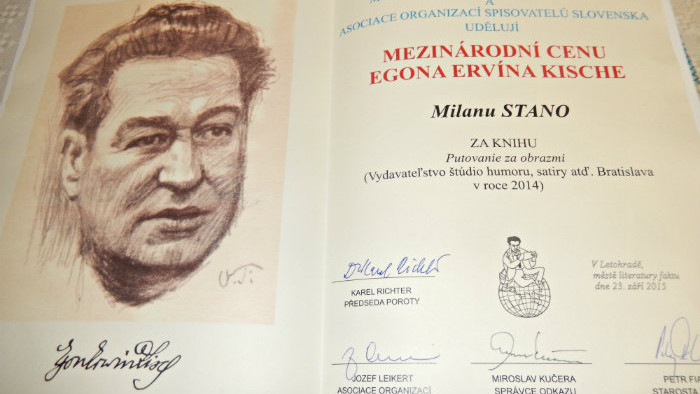 A
ASOCIACE ORGANIZACÍ SPISOVATELŮ SLOVENSKA
UDĚLUJÍ
MEZINÁRODNÍ CENU
EGONA ERVÍNA KISCHE
Milanu STANO
ZA KNIHU
Putovanie za obrazmi
(Vydavateľstvo štúdio humoru, satiry atď. Bratislava
v roce 2014)
V Letohradě,
městě literatury faktu
dne 23. září 2015
KAREL RICHTER
PŘEDSEDA POROTY
JOZEF LEIKERT
ASOCIACE ORGANIZACÍ
MIROSLAV KUČERA
SPRÁVCE ODKAZU
PETR
STAROSTA